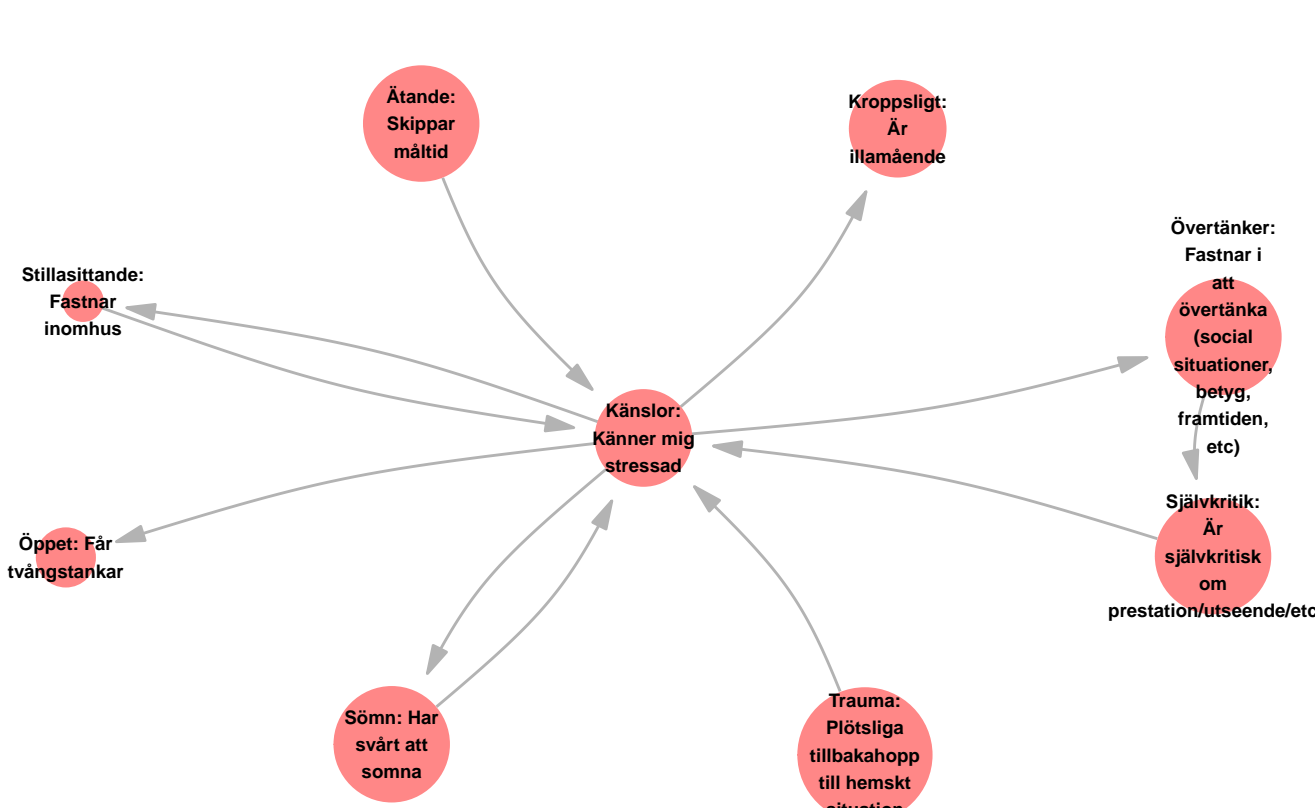 Ätande:
Skippar
måltid
Kroppsligt:
Är
illamående
Övertänker:
Fastnar i
att
övertänka
(social
situationer,
betyg,
framtiden,
etc)
Stillasittande:
Fastnar
inomhus
Känslor:
Känner mig
stressad
Självkritik:
Är
självkritisk
om
prestation/utseende/etc
Öppet: Får
tvångstankar
Sömn: Har
svårt att
somna
Trauma:
Plötsliga
tillbakahopp
till hemskt
situation